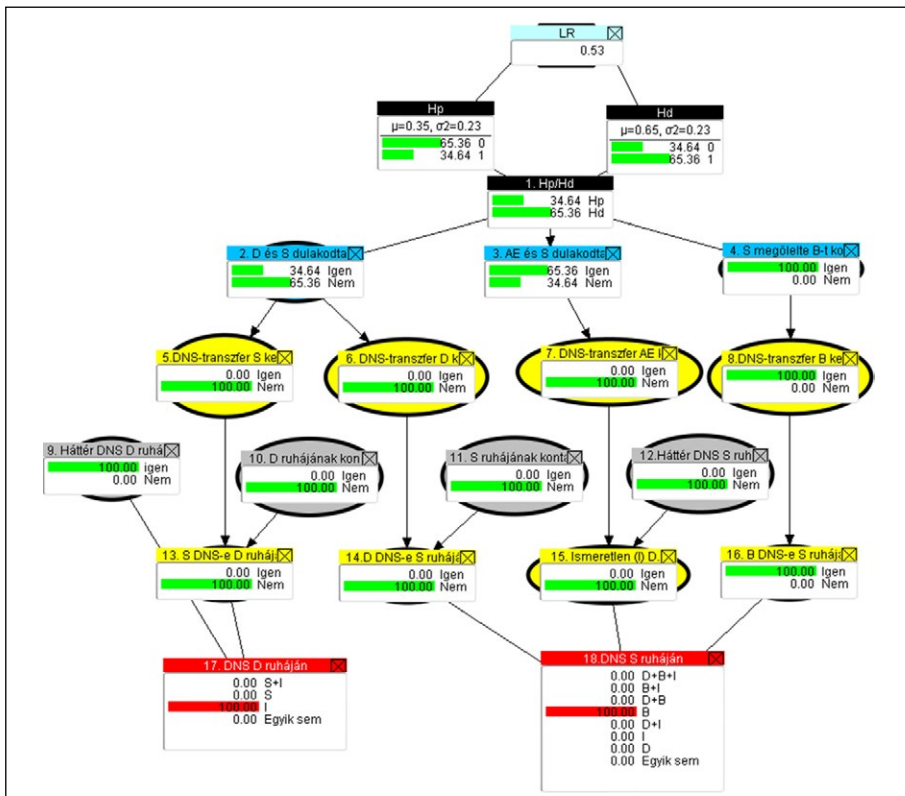 LR
0.53
Hp
μ=0.35, σ2=0.23
65.36 0
34.64 1
Hd
μ=0.65, σ2=0.23
34.64 0
65.36 1
1. Hp/Hd
34.64 Hp
65.36 Hd
2. D és S dulakodta
34.64 Igen
65.36 Nem
3. AE és S dulakodta
65.36 Igen
34.64 Nem
4. S megölelte B-t ko
100.00 Igen
0.00 Nem
5.DNS-transzfer S ke
0.00 Igen
100.00 Nem
6. DNS-transzfer D k
0.00 Igen
100.00 Nem
7. DNS-transzfer AE
0.00 Igen
100.00 Nem
8.DNS-transzfer B ke
100.00 Igen
0.00 Nem
9. Háttér DNS D ruhá
100.00 igen
0.00 Nem
10. D ruhájának kon
0.00 Igen
100.00 Nem
11. S ruhájának kont
0.00 Igen
100.00 Nem
12.Háttér DNS S ruh
0.00 Igen
100.00 Nem
13. S DNS-e D ruháj
0.00 Igen
100.00 Nem
14.D DNS-e S ruháj
0.00 Igen
100.00 Nem
15. Ismeretlen (I) D
0.00 Igen
100.00 Nem
16. B DNS-e S ruháj
100.00 Igen
0.00 Nem
17. DNS D ruháján
0.00 S+I
0.00 S
100.00 I
0.00 Egyik sem
18.DNS S ruháján
0.00 D+B+I
0.00 B+I
0.00 D+B
100.00 B
0.00 D+I
0.00 I
0.00 D
0.00 Egyik sem